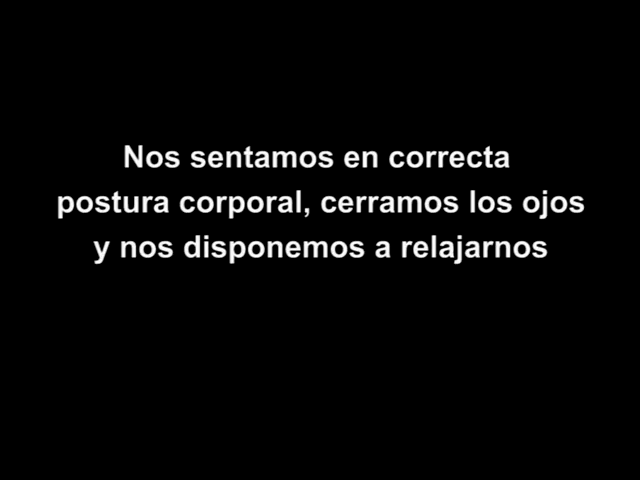 Nos sentamos en correcta
postura corporal, cerramos los ojos
y nos disponemos a relajarnos